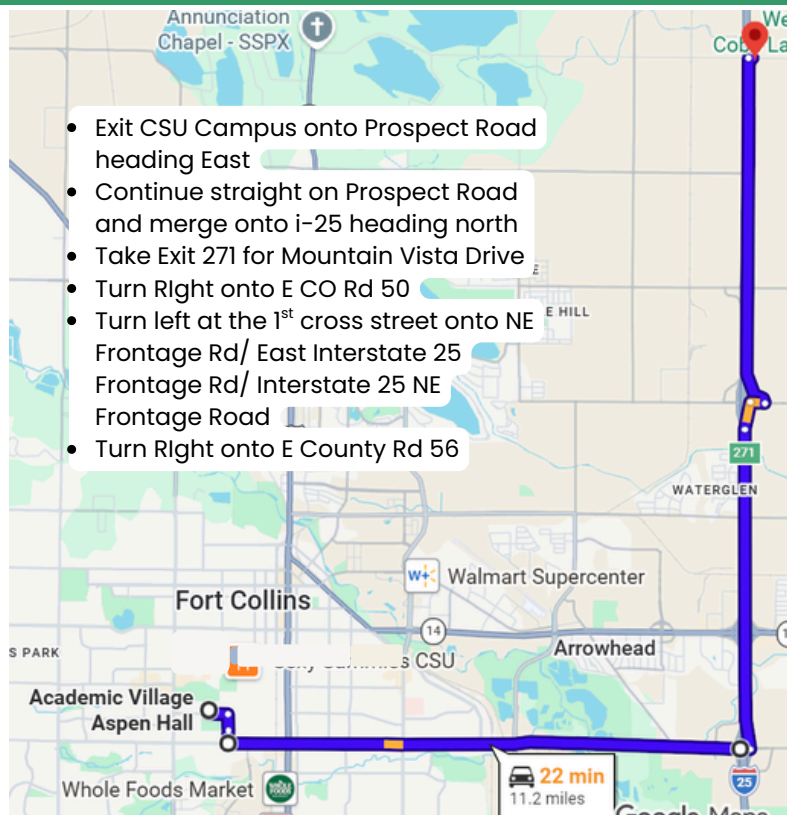 Annunciation
Chapel - SSPX
We
Cob La
• Exit CSU Campus onto Prospect Road
heading East
• Continue straight on Prospect Road
and merge onto i-25 heading north
• Take Exit 271 for Mountain Vista Drive
• Turn RIght onto E CO Rd 50
• Turn left at the 1st cross street onto NE
Frontage Rd/ East Interstate 25
Frontage Rd/ Interstate 25 NE
Frontage Road
• Turn RIght onto E County Rd 56
E
E HILL
271
WATERGLEN
W+
Walmart Supercenter
Fort Collins
14
1
S PARK
Arrowhead
CSU
Academic Village
Aspen Hall
22 min
11.2 miles
Whole Foods Market
WHOLE FOODS
25
Google Maps